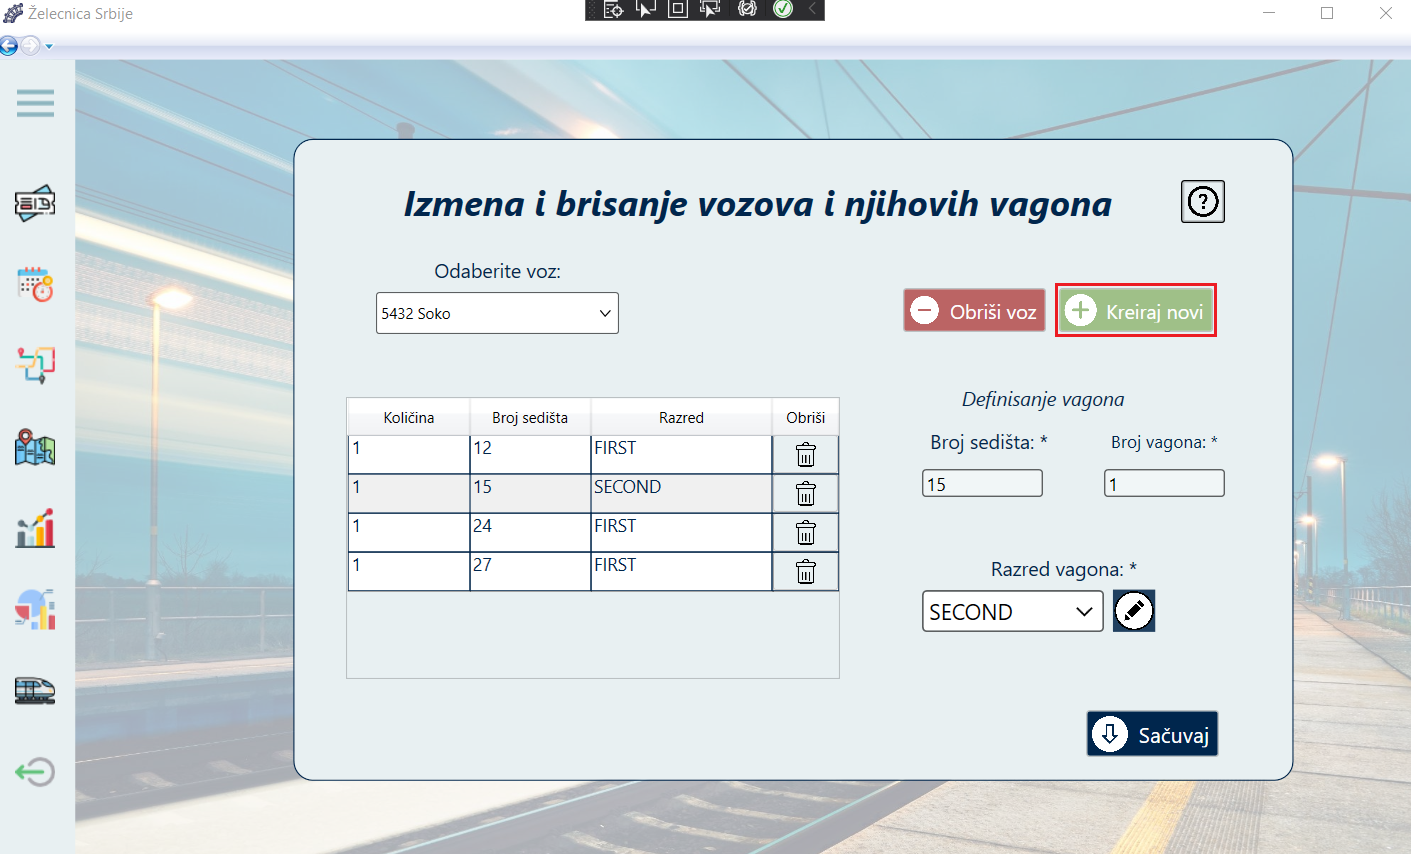 Želecnica Srbije
Izmena i brisanje vozova i njihovih vagona
?
Odaberite voz:
5432 Soko
Obriši voz
Kreiraj novi
Količina Broj sedišta Razred Obriši
1 12 FIRST
1 15 SECOND
1 24 FIRST
1 27 FIRST
Definisanje vagona
Broj sedišta: * Broj vagona: *
15 1
Razred vagona: *
SECOND
Sačuvaj